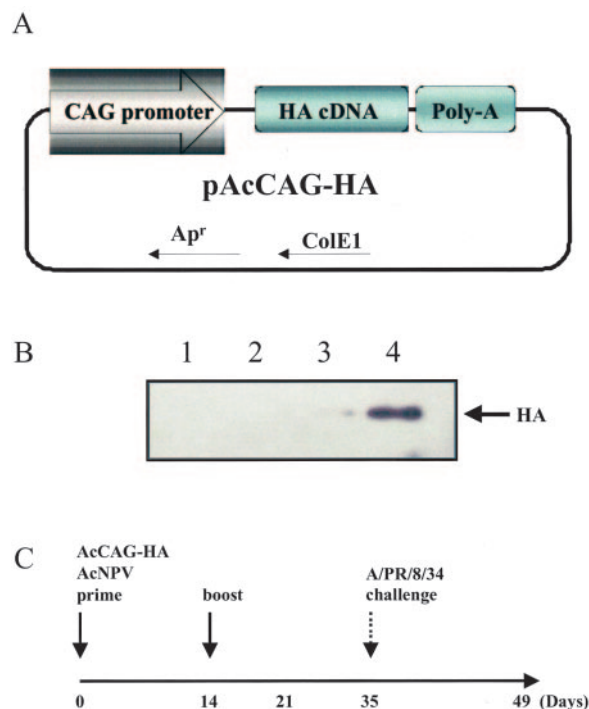 A
CAG promoter HA cDNA Poly-A
pAcCAG-HA
Apʳ ColE1
B
1 2 3 4
HA
C
AcCAG-HA
AcNPV
prime
boost
A/PR/8/34
challenge
0 14 21 35 49 (Days)